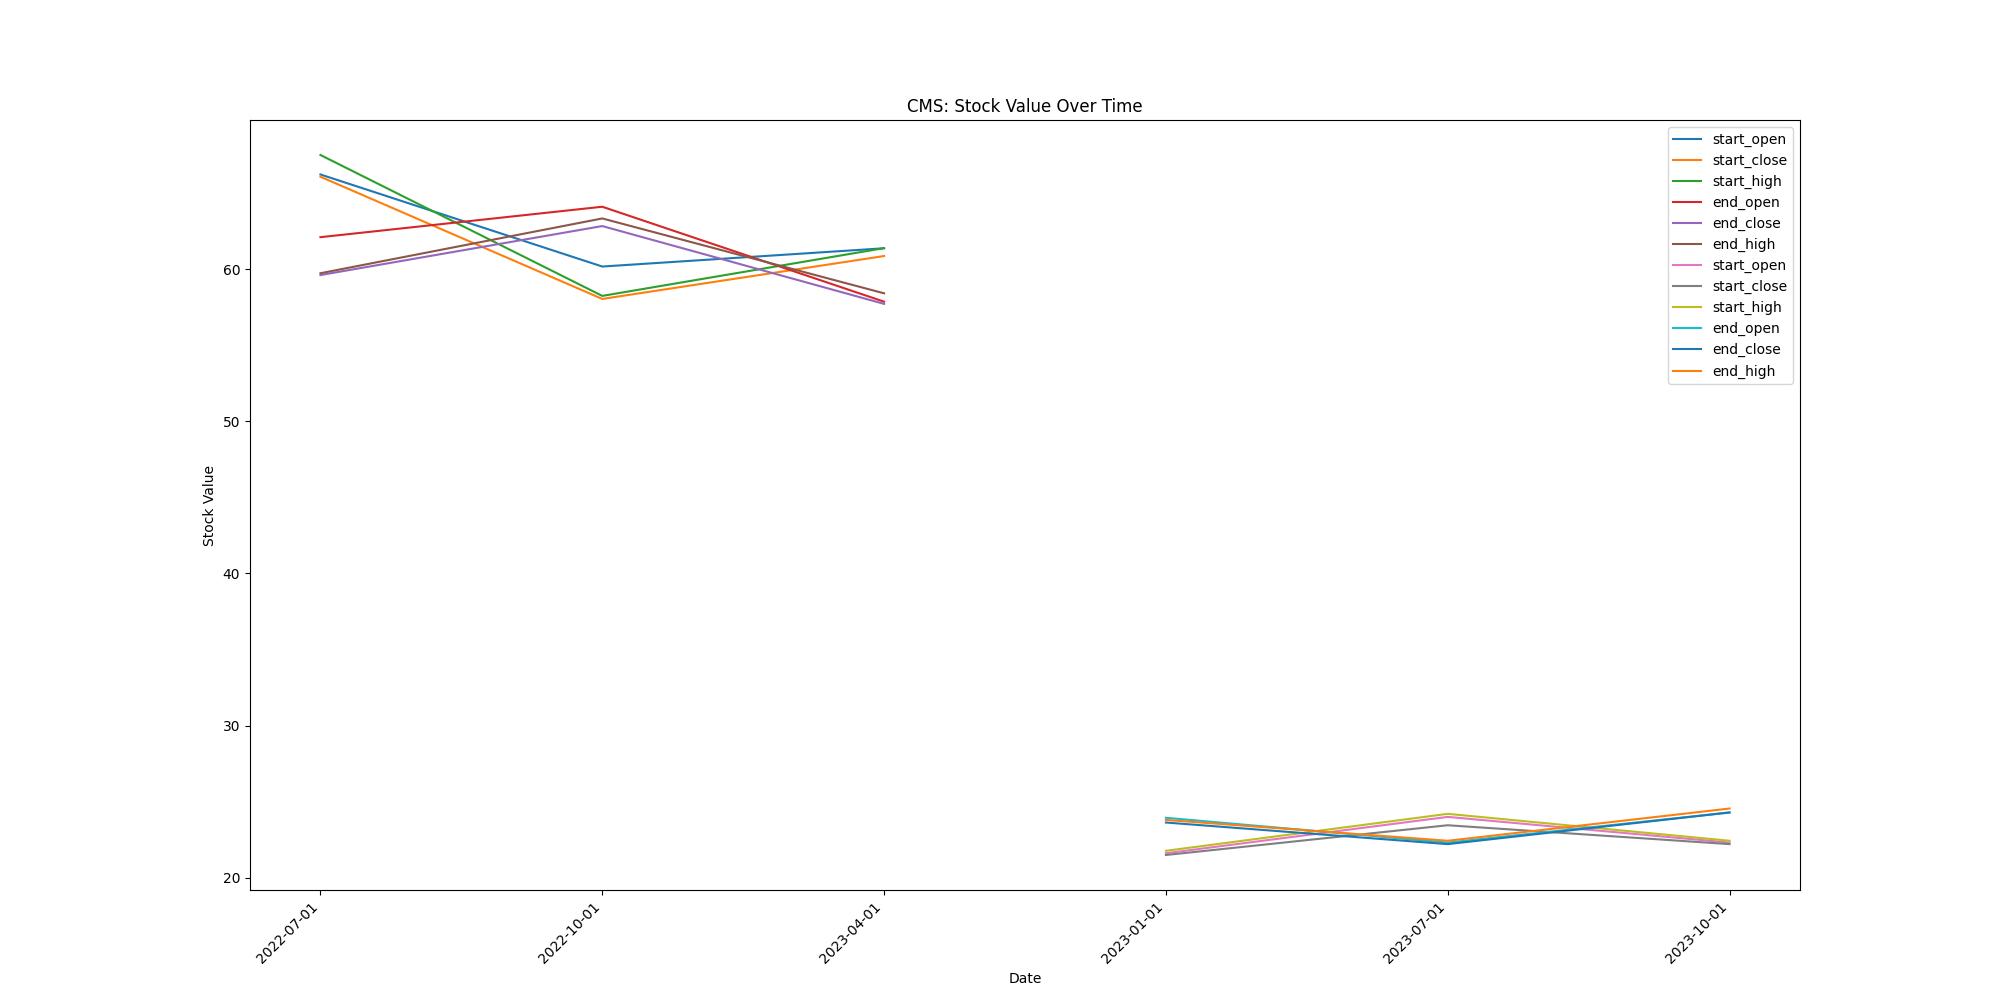 CMS: Stock Value Over Time
start_open
start_close
start_high
end_open
end_close
end_high
start_open
start_close
start_high
end_open
end_close
end_high
Stock Value
60
50
40
30
20
2022-07-01
2022-10-01
2023-04-01
2023-01-01
2023-07-01
2023-10-01
Date